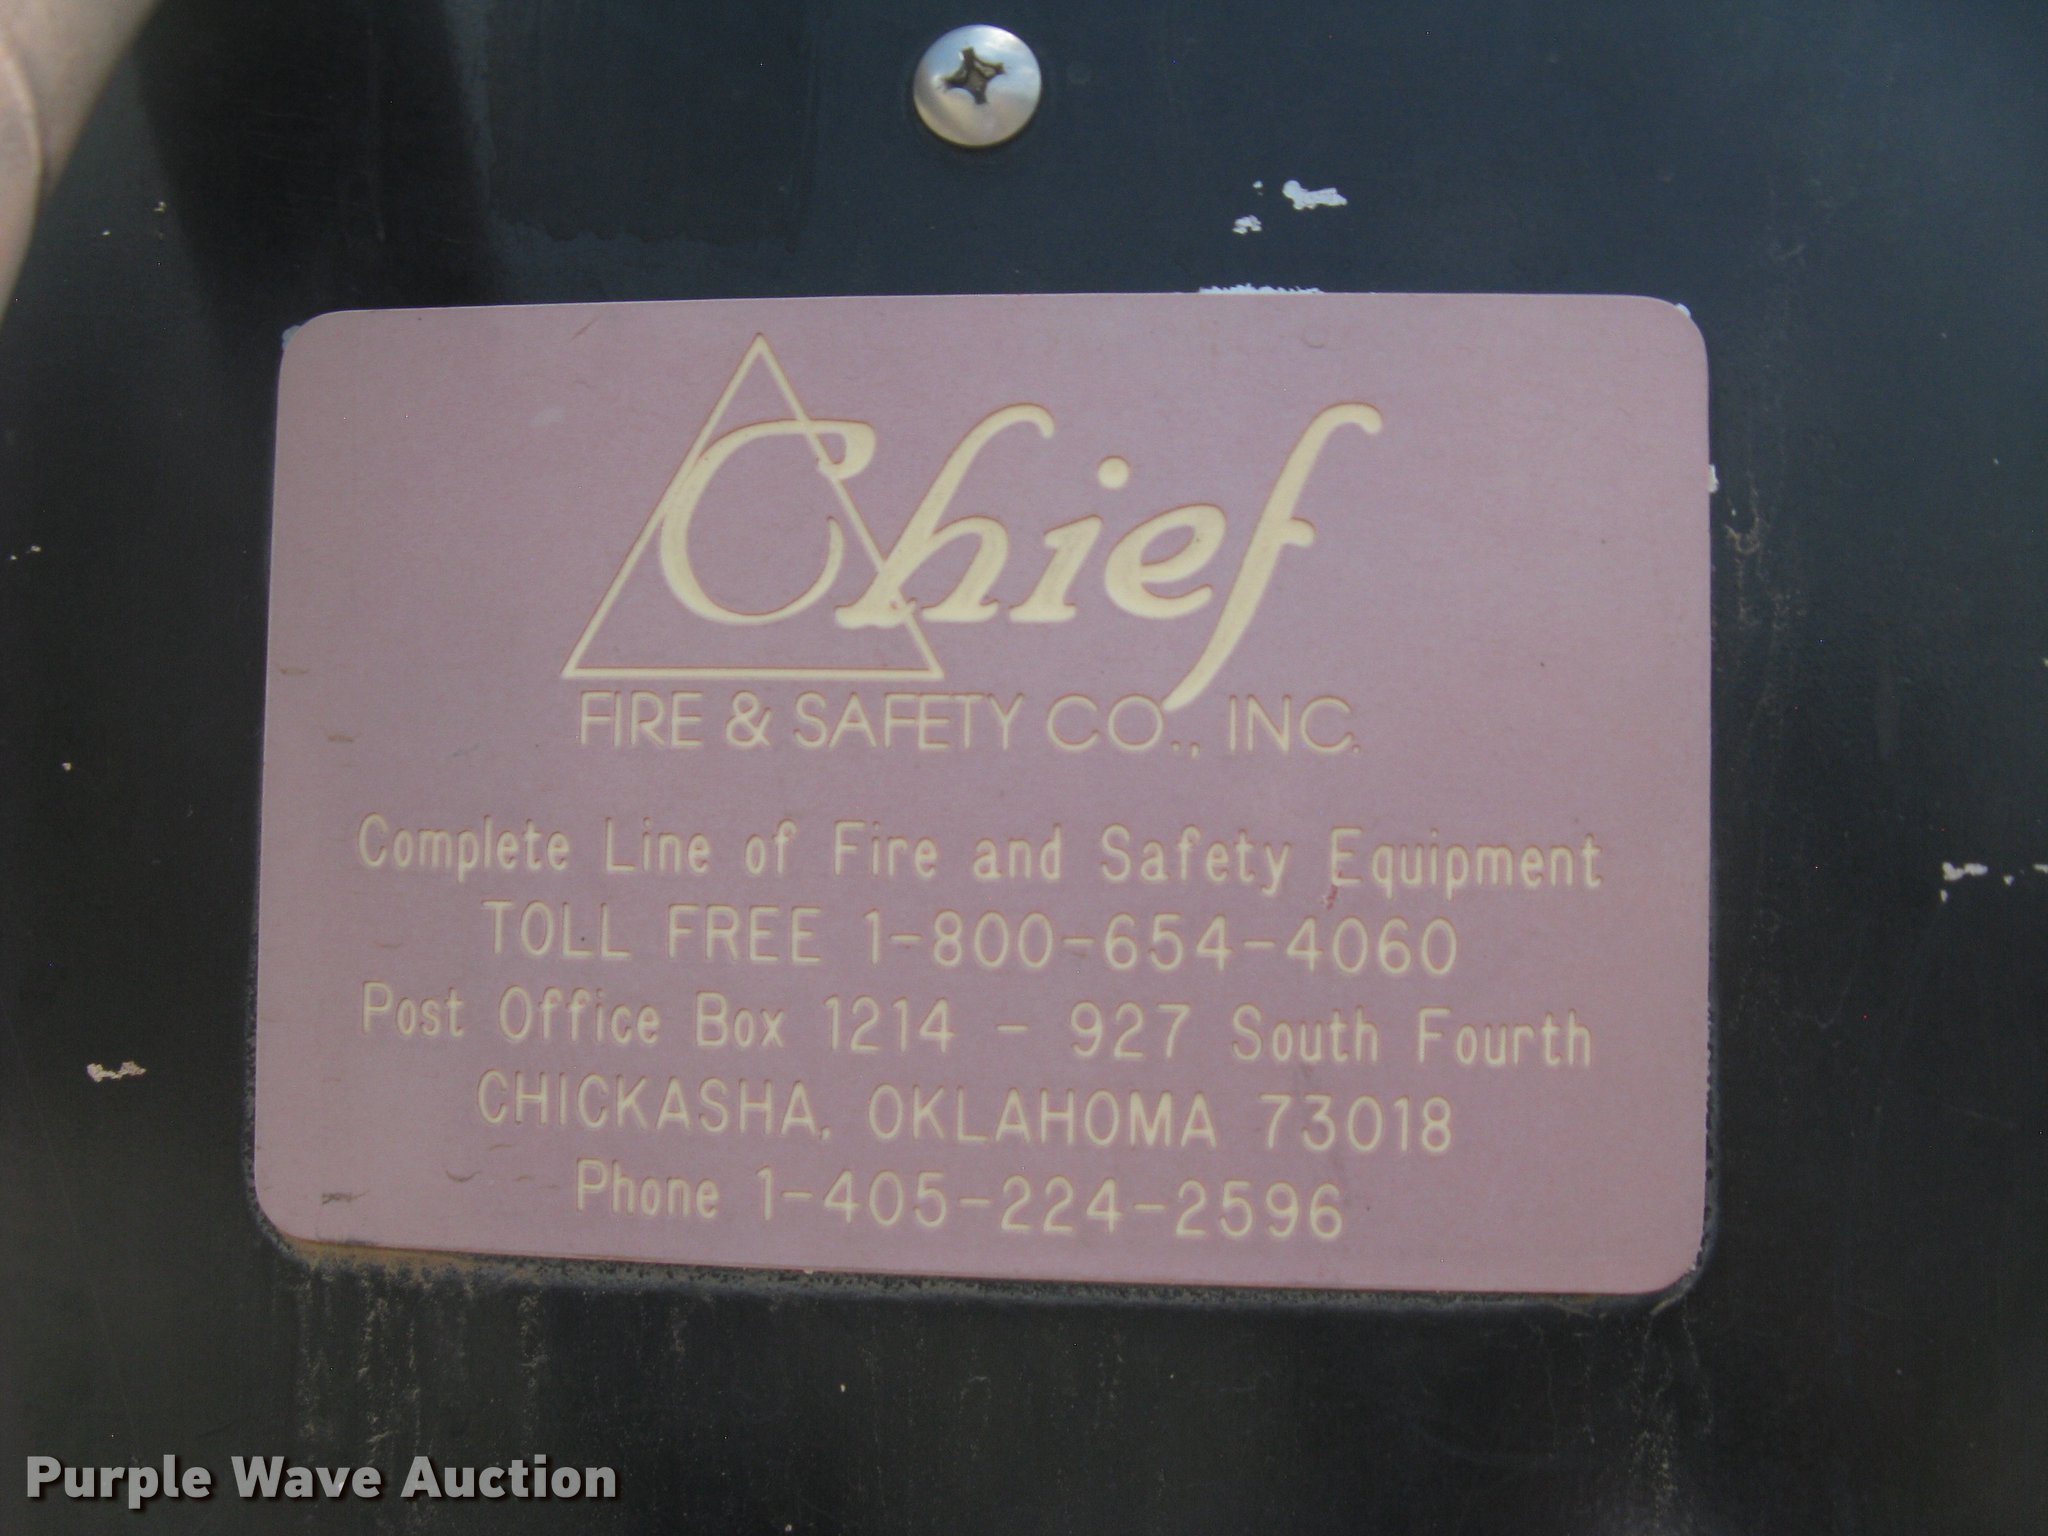 Chief
FIRE & SAFETY CO., INC.
Complete Line of Fire and Safety Equipment
TOLL FREE 1-800-654-4060
Post Office Box 1214 - 927 South Fourth
CHICKASHA, OKLAHOMA 73018
Phone 1-405-224-2596
Purple Wave Auction